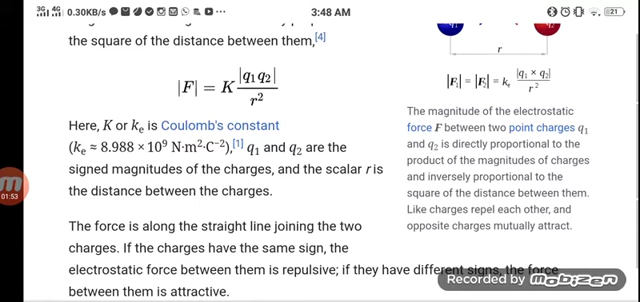 3G 4G 0.30KB/s 3:48 AM 21
the square of the distance between them,[4]
|F| = K |q₁q₂| / r²
Here, K or kₑ is Coulomb's constant
(kₑ ≈ 8.988 × 10⁹ N⋅m²⋅C⁻²),[1] q₁ and q₂ are the
signed magnitudes of the charges, and the scalar r is
the distance between the charges.
The force is along the straight line joining the two
charges. If the charges have the same sign, the
electrostatic force between them is repulsive; if they have different signs, the force
between them is attractive.
q₁ q₂
r
|F₁| = |F₂| = kₑ |q₁ × q₂| / r²
The magnitude of the electrostatic
force F between two point charges q₁
and q₂ is directly proportional to the
product of the magnitudes of charges
and inversely proportional to the
square of the distance between them.
Like charges repel each other, and
opposite charges mutually attract.
01:53
Recorded by mobizen